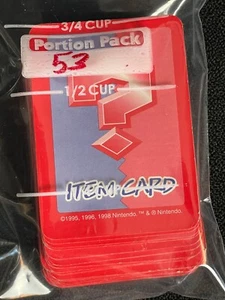 3/4 CUP
Portion Pack
53
1/2 CUP
?
ITEM CARD
©1995, 1996, 1998 Nintendo. ™ & ® Nintendo.